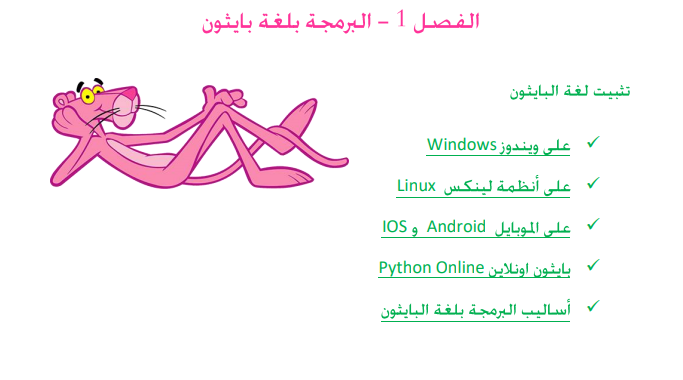 الفصل 1 – البرمجة بلغة بايثون
تثبيت لغة البايثون
على ويندوز Windows
على أنظمة لينكس Linux
على الموبايل Android و IOS
بايثون اونلاين Python Online
أساليب البرمجة بلغة البايثون